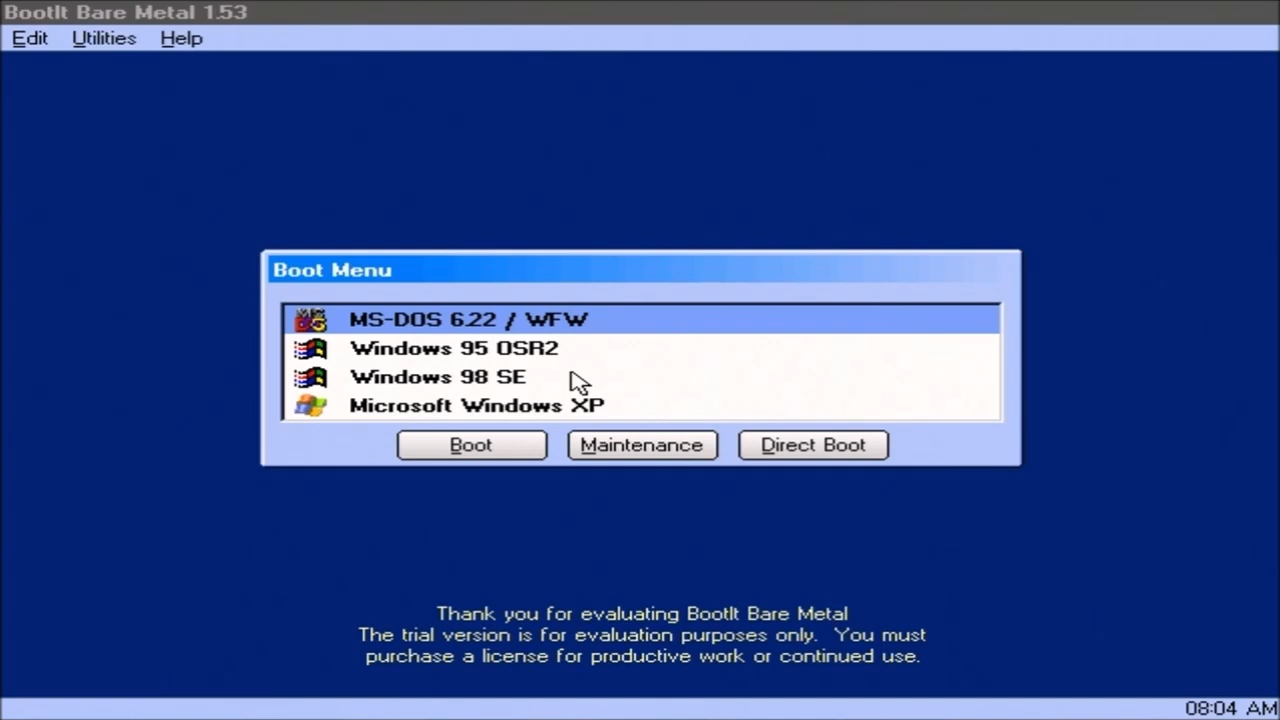 BootIt Bare Metal 1.53
Edit Utilities Help
Boot Menu
MS-DOS 6.22 / WFW
Windows 95 OSR2
Windows 98 SE
Microsoft Windows XP
Boot Maintenance Direct Boot
Thank you for evaluating BootIt Bare Metal
The trial version is for evaluation purposes only. You must
purchase a license for productive work or continued use.
08:04 AM